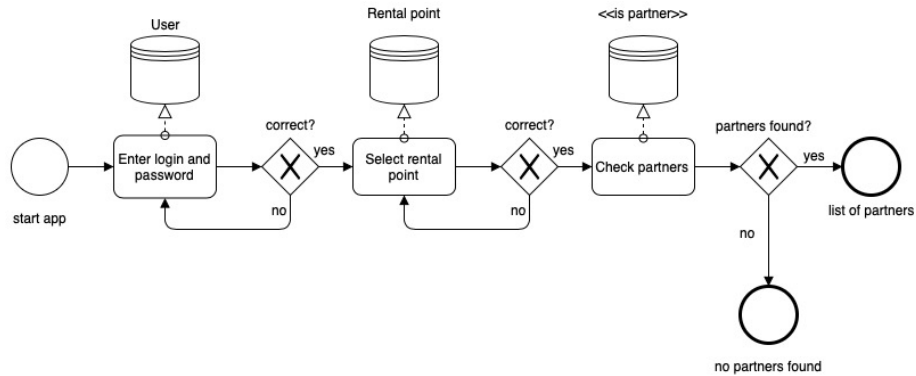 User
Rental point
<<is partner>>
correct?
correct?
partners found?
Enter login and
password
yes
Select rental
point
yes
Check partners
yes
start app
no
no
list of partners
no
no partners found